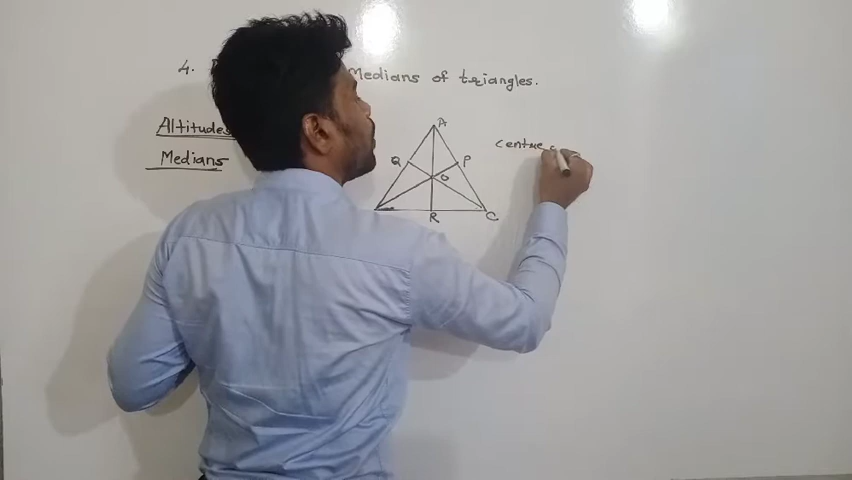 4. Medians of triangles.
Altitudes
Medians
A
Q P
O
R C
centre